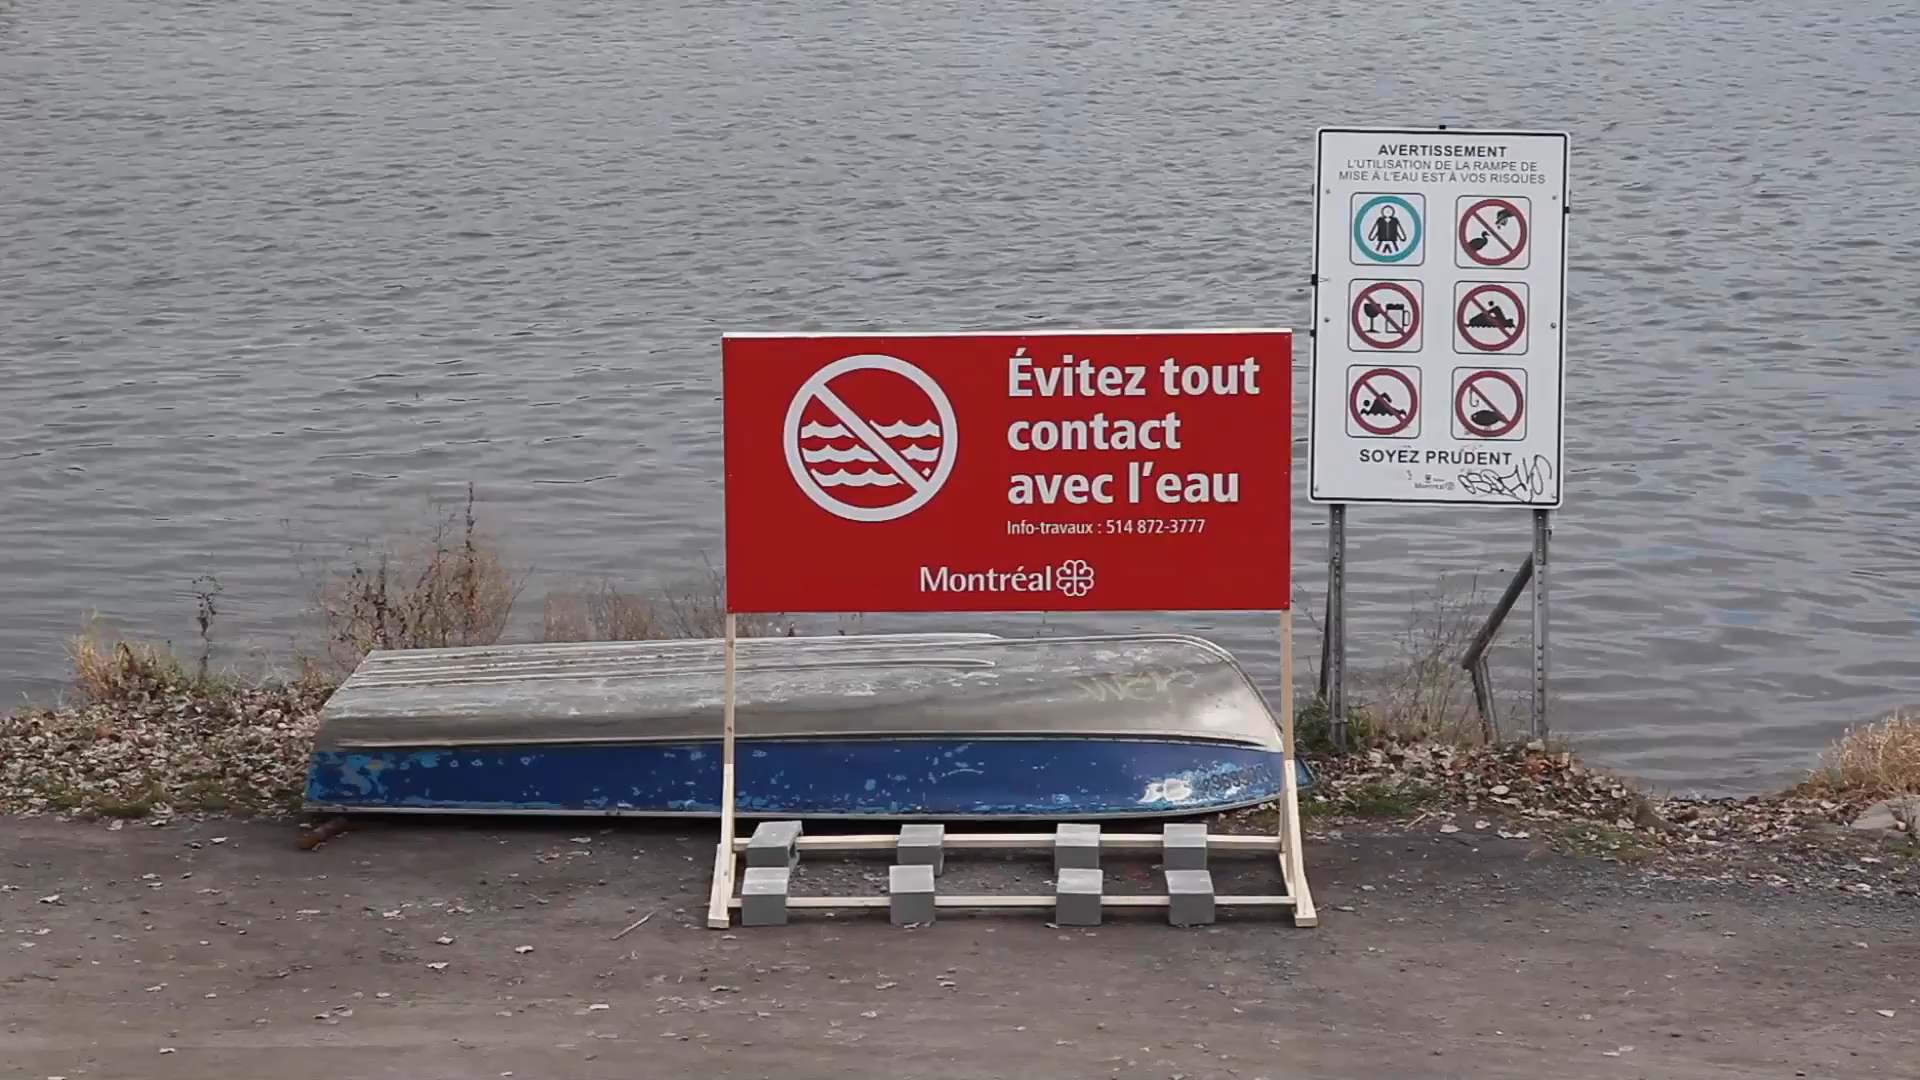 Évitez tout
contact
avec l'eau
Info-travaux : 514 872-3777
Montréal
AVERTISSEMENT
L'UTILISATION DE LA RAMPE DE
MISE À L'EAU EST À VOS RISQUES
SOYEZ PRUDENT
Montréal